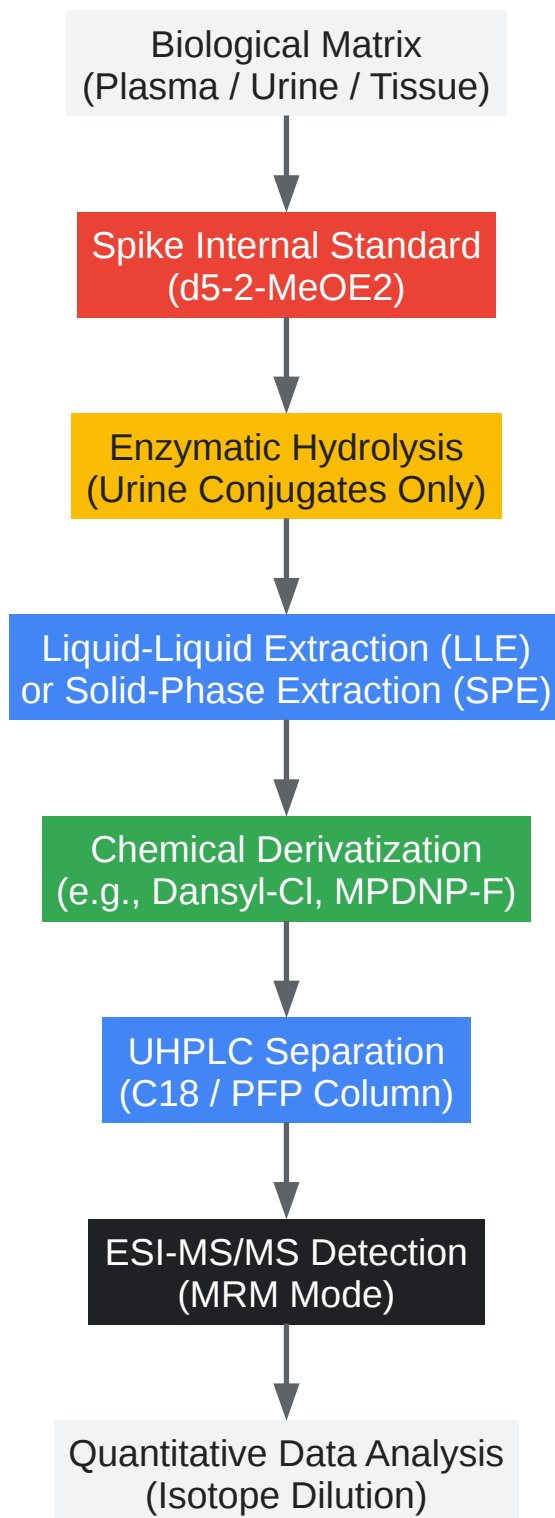 Biological Matrix
(Plasma / Urine / Tissue)
Spike Internal Standard
(d5-2-MeOE2)
Enzymatic Hydrolysis
(Urine Conjugates Only)
Liquid-Liquid Extraction (LLE)
or Solid-Phase Extraction (SPE)
Chemical Derivatization
(e.g., Dansyl-Cl, MPDNP-F)
UHPLC Separation
(C18 / PFP Column)
ESI-MS/MS Detection
(MRM Mode)
Quantitative Data Analysis
(Isotope Dilution)